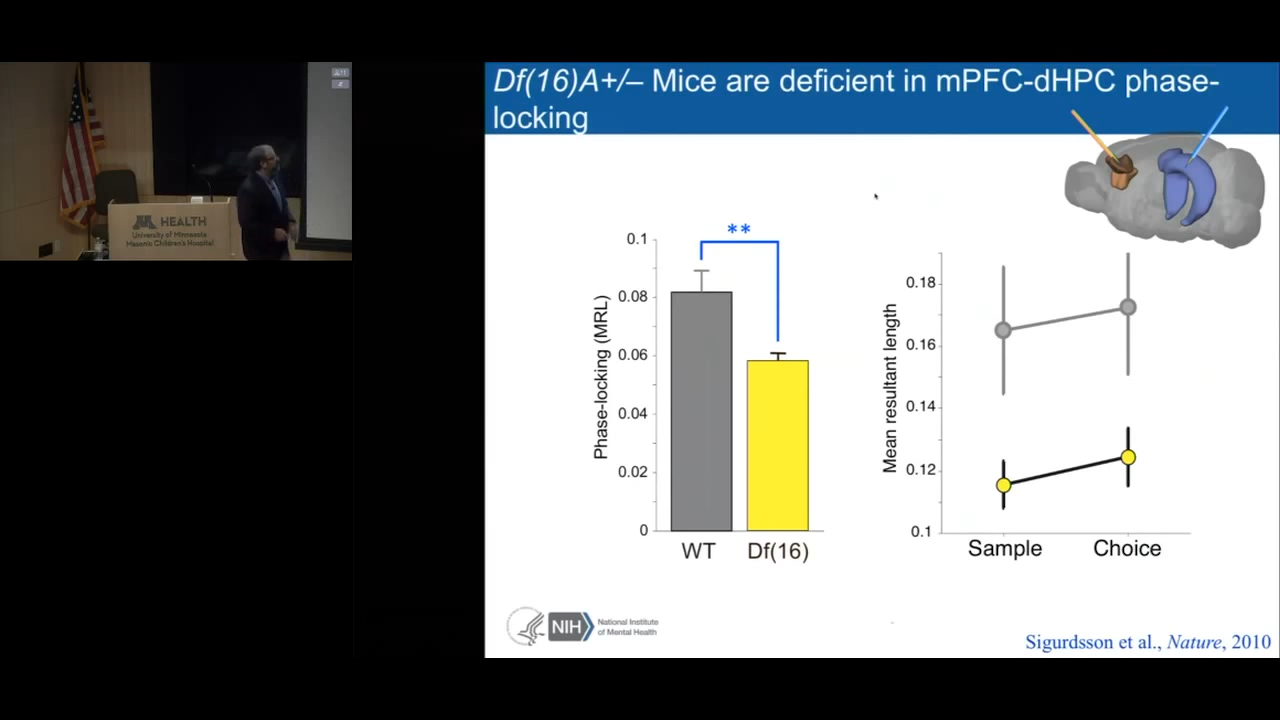 Df(16)A+/– Mice are deficient in mPFC-dHPC phase-
locking
HEALTH
University of Minnesota
Masonic Children's Hospital
**
0.1
0.08
0.06
0.04
0.02
0
Phase-locking (MRL)
WT
Df(16)
0.18
0.16
0.14
0.12
0.1
Mean resultant length
Sample
Choice
NIH
National Institute
of Mental Health
Sigurdsson et al., Nature, 2010